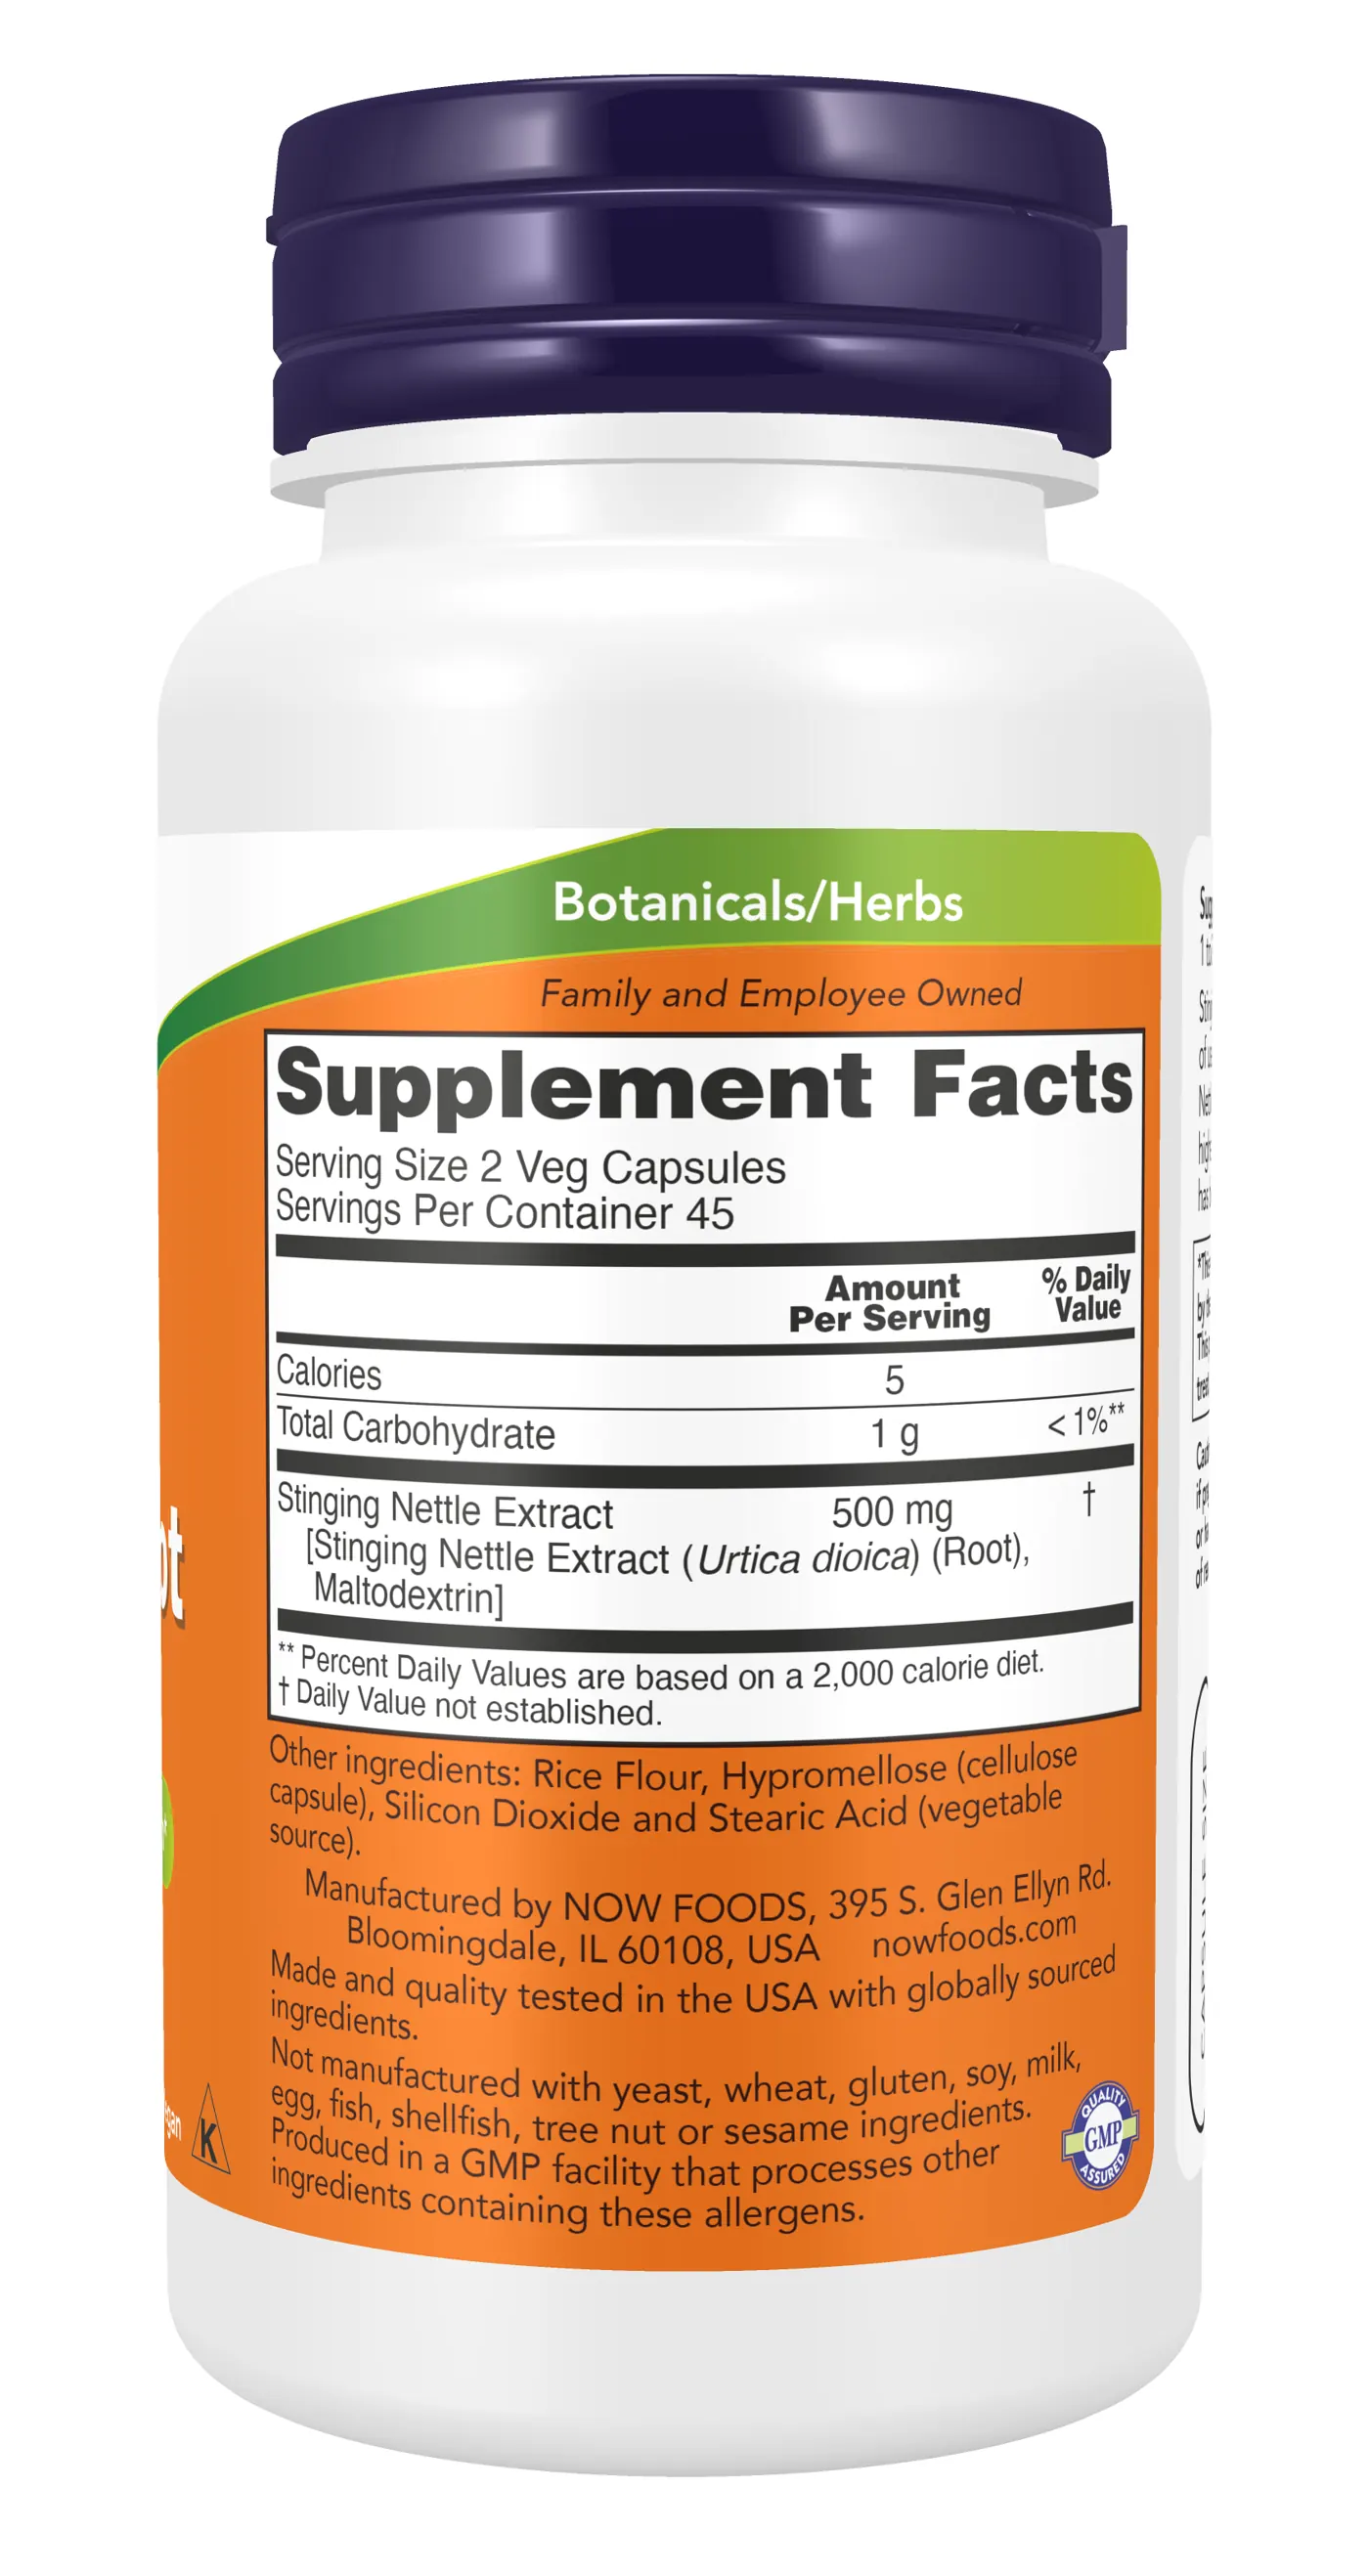 Botanicals/Herbs
Family and Employee Owned
Supplement Facts
Serving Size 2 Veg Capsules
Servings Per Container 45
Amount Per Serving
% Daily Value
Calories 5
Total Carbohydrate 1 g < 1%**
Stinging Nettle Extract 500 mg †
[Stinging Nettle Extract (Urtica dioica) (Root),
Maltodextrin]
** Percent Daily Values are based on a 2,000 calorie diet.
† Daily Value not established.
Other ingredients: Rice Flour, Hypromellose (cellulose
capsule), Silicon Dioxide and Stearic Acid (vegetable
source).
Manufactured by NOW FOODS, 395 S. Glen Ellyn Rd.
Bloomingdale, IL 60108, USA nowfoods.com
Made and quality tested in the USA with globally sourced
ingredients.
Not manufactured with yeast, wheat, gluten, soy, milk,
egg, fish, shellfish, tree nut or sesame ingredients.
Produced in a GMP facility that processes other
ingredients containing these allergens.
K
QUALITY
GMP
ASSURED